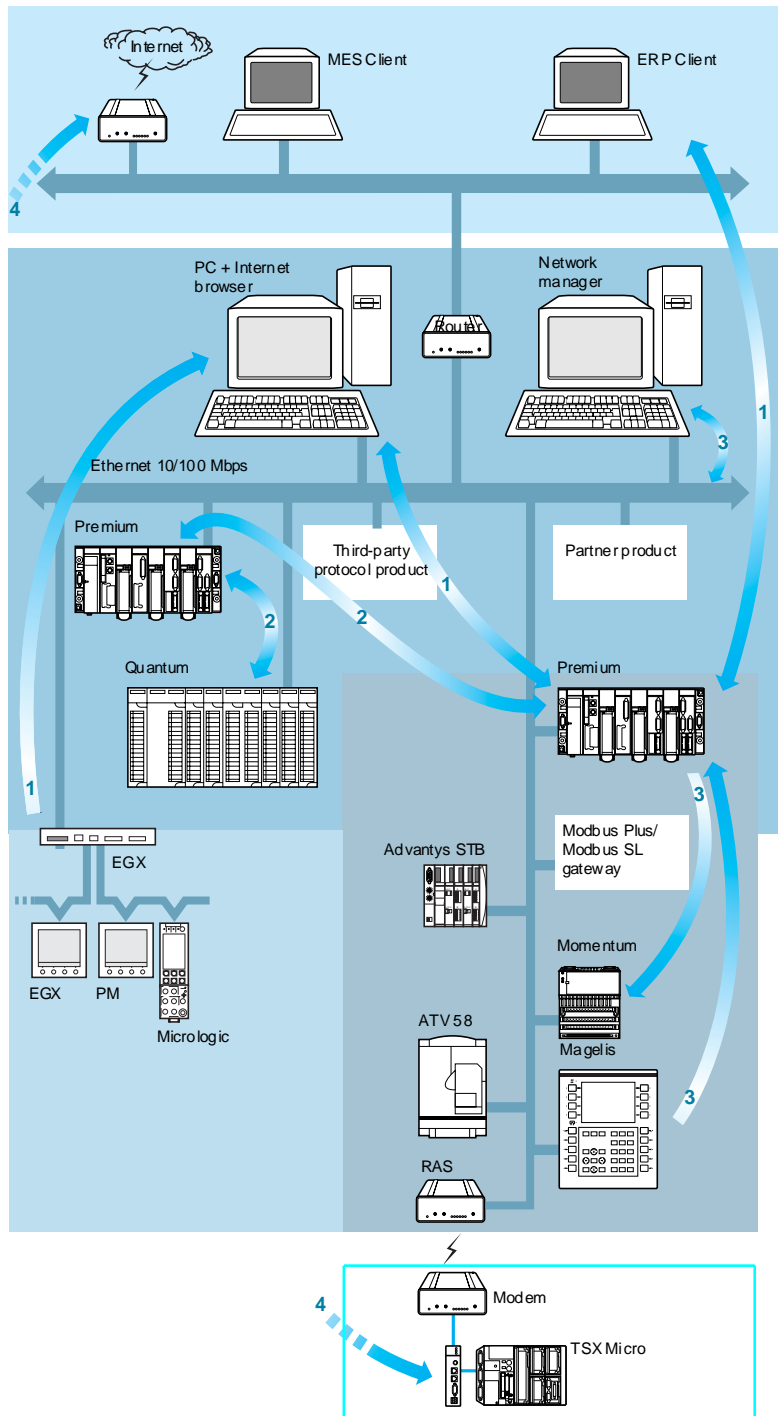 Internet
MES Client
ERP Client
4
PC + Internet
browser
Network
manager
Router
1
3
Ethernet 10/100 Mbps
Premium
Third-party
protocol product
Partner product
1
2
2
Quantum
Premium
1
3
EGX
Advantys STB
Modbus Plus/
Modbus SL
gateway
EGX
PM
Micrologic
Momentum
ATV 58
Magelis
3
RAS
4
Modem
TSX Micro